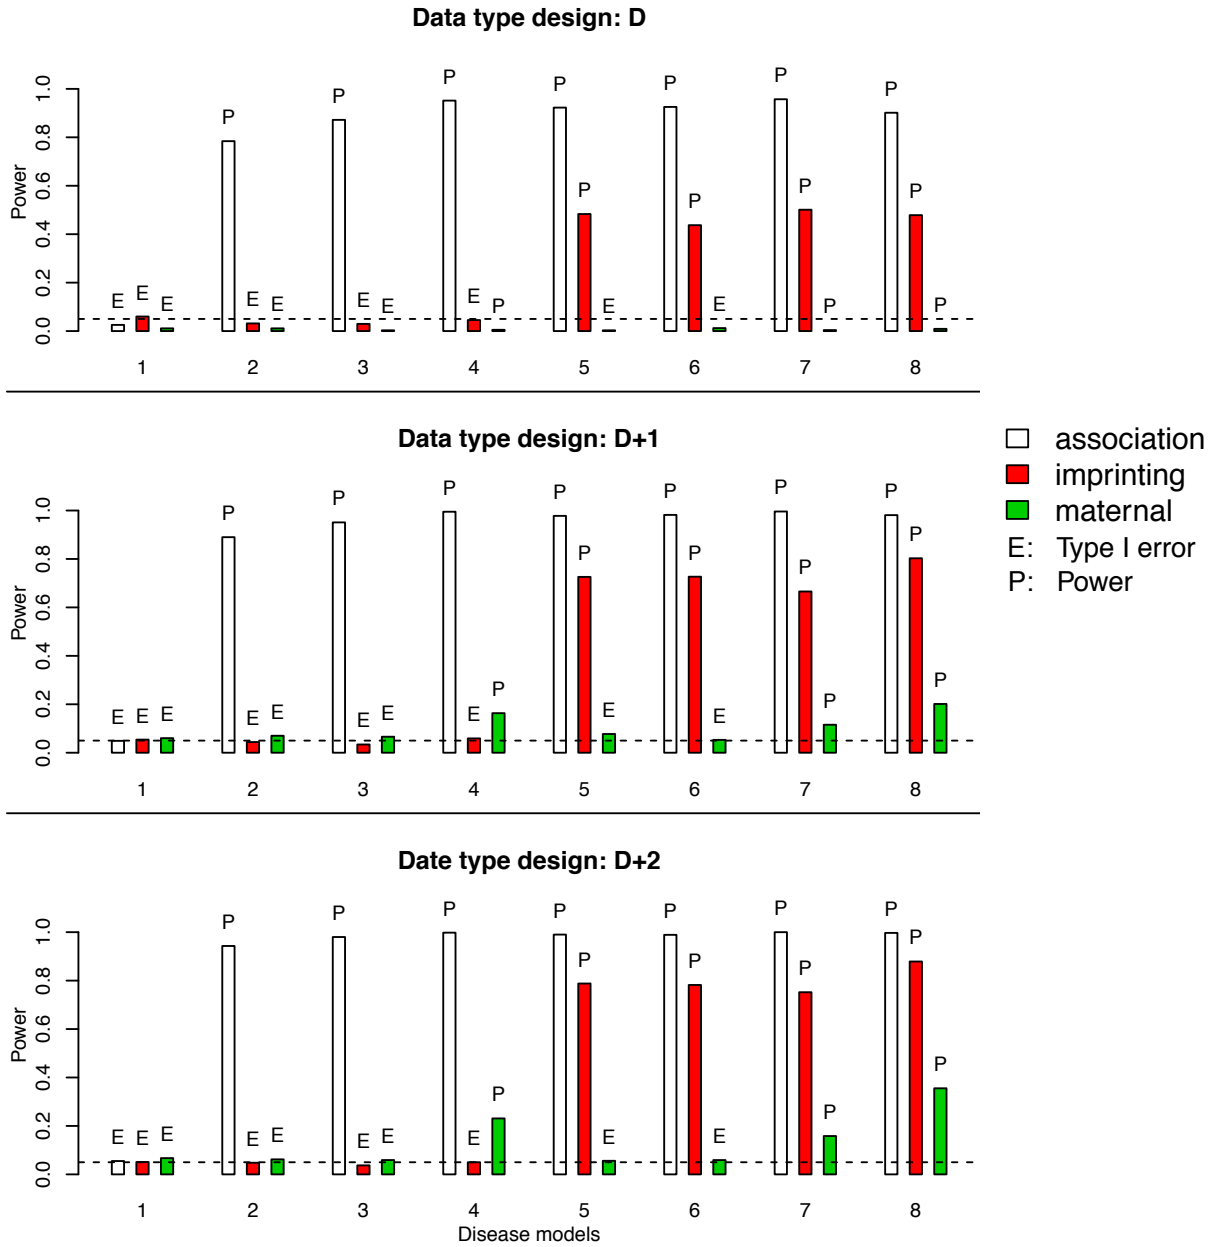 Data type design: D
Power
0.0 0.2 0.4 0.6 0.8 1.0
E E E P E E P E E P E P P P E P P E P P P P P P
1 2 3 4 5 6 7 8
Data type design: D+1
Power
0.0 0.2 0.4 0.6 0.8 1.0
E E E P E E P E E P E P P P E P P E P P P P P P
1 2 3 4 5 6 7 8
association
imprinting
maternal
E: Type I error
P: Power
Date type design: D+2
Power
0.0 0.2 0.4 0.6 0.8 1.0
E E E P E E P E E P E P P P E P P E P P P P P P
1 2 3 4 5 6 7 8
Disease models